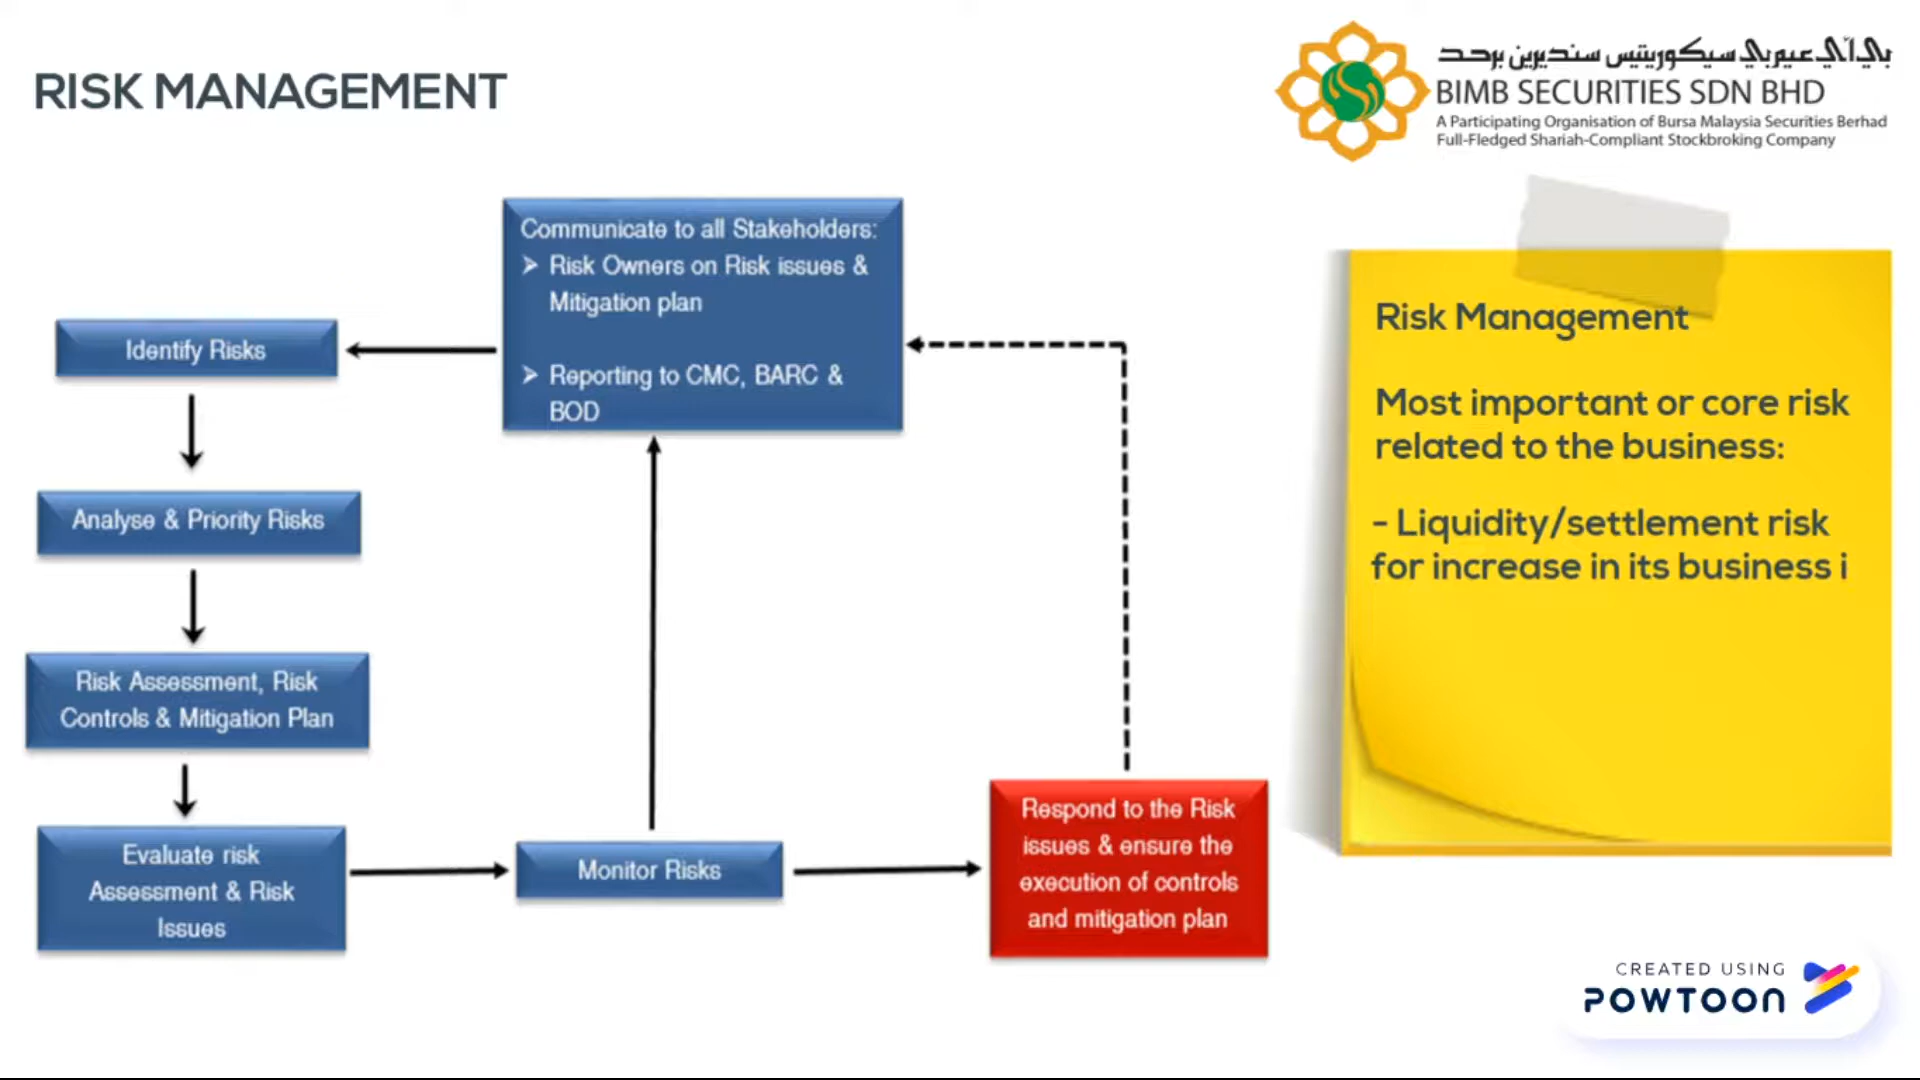 RISK MANAGEMENT
بي آي عيم بي سيكوريتيس سنديرين برحد
BIMB SECURITIES SDN BHD
A Participating Organisation of Bursa Malaysia Securities Berhad
Full-Fledged Shariah-Compliant Stockbroking Company
Communicate to all Stakeholders:
➢ Risk Owners on Risk issues &
Mitigation plan
➢ Reporting to CMC, BARC &
BOD
Identify Risks
Analyse & Priority Risks
Risk Assessment, Risk
Controls & Mitigation Plan
Evaluate risk
Assessment & Risk
Issues
Monitor Risks
Respond to the Risk
issues & ensure the
execution of controls
and mitigation plan
Risk Management
Most important or core risk
related to the business:
- Liquidity/settlement risk
for increase in its business i
CREATED USING
POWTOON